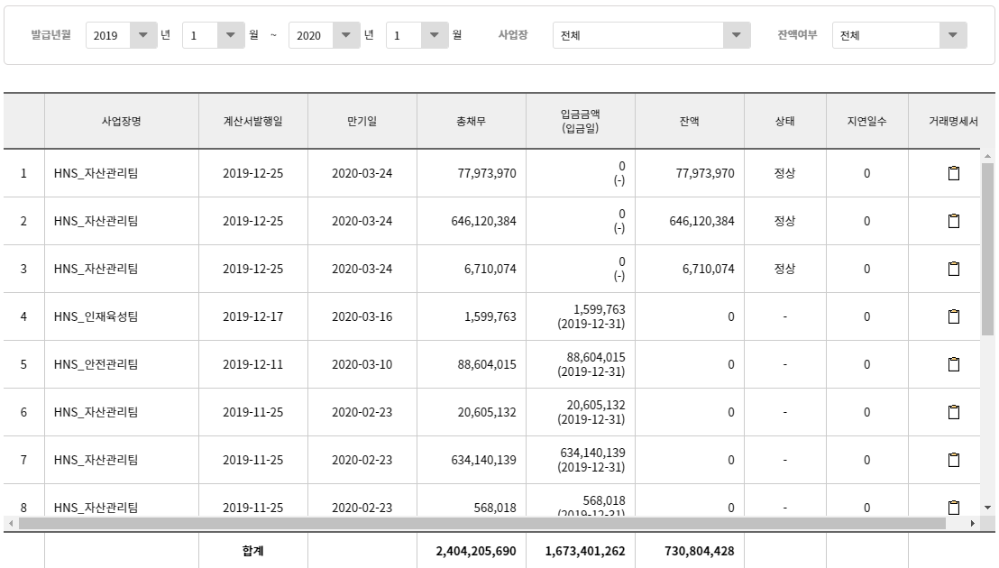 발급년월 2019 년 1 월 ~ 2020 년 1 월 사업장 전체 잔액여부 전체
사업장명 계산서발행일 만기일 총채무 입금금액 잔액 상태 지연일수 거래명세서
(입금일)
1 HNS_자산관리팀 2019-12-25 2020-03-24 77,973,970 0 77,973,970 정상 0
(-)
2 HNS_자산관리팀 2019-12-25 2020-03-24 646,120,384 0 646,120,384 정상 0
(-)
3 HNS_자산관리팀 2019-12-25 2020-03-24 6,710,074 0 6,710,074 정상 0
(-)
4 HNS_인재육성팀 2019-12-17 2020-03-16 1,599,763 1,599,763 0 - 0
(2019-12-31)
5 HNS_안전관리팀 2019-12-11 2020-03-10 88,604,015 88,604,015 0 - 0
(2019-12-31)
6 HNS_자산관리팀 2019-11-25 2020-02-23 20,605,132 20,605,132 0 - 0
(2019-12-31)
7 HNS_자산관리팀 2019-11-25 2020-02-23 634,140,139 634,140,139 0 - 0
(2019-12-31)
8 HNS_자산관리팀 2019-11-25 2020-02-23 568,018 568,018 0 - 0
(2019-12-31)
합계 2,404,205,690 1,673,401,262 730,804,428